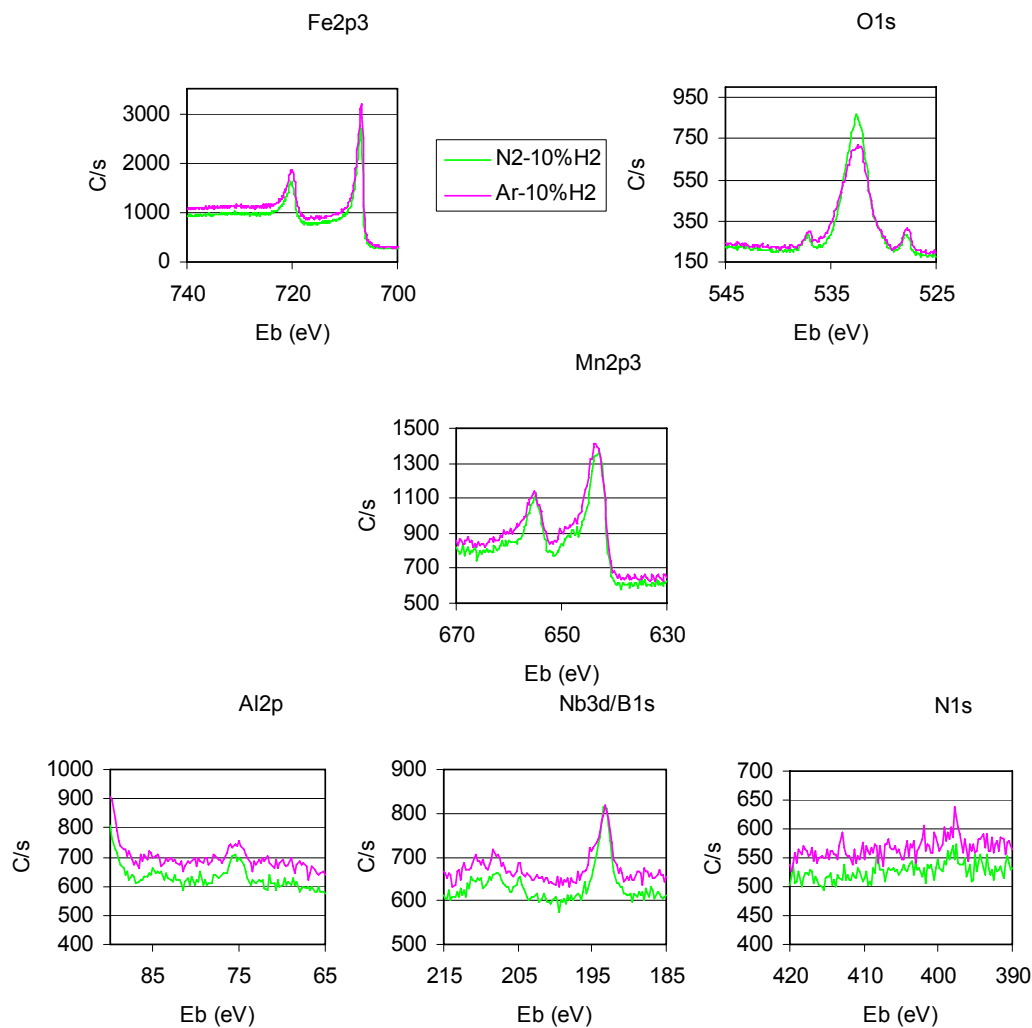 Fe2p3
O1s
C/s
3000
2000
1000
0
740
720
700
Eb (eV)
N2-10%H2
Ar-10%H2
C/s
950
750
550
350
150
545
535
525
Eb (eV)
Mn2p3
C/s
1500
1300
1100
900
700
500
670
650
630
Eb (eV)
Al2p
Nb3d/B1s
N1s
C/s
1000
900
800
700
600
500
400
85
75
65
Eb (eV)
C/s
900
800
700
600
500
215
205
193
185
Eb (eV)
C/s
700
650
600
550
500
450
400
420
410
400
390
Eb (eV)